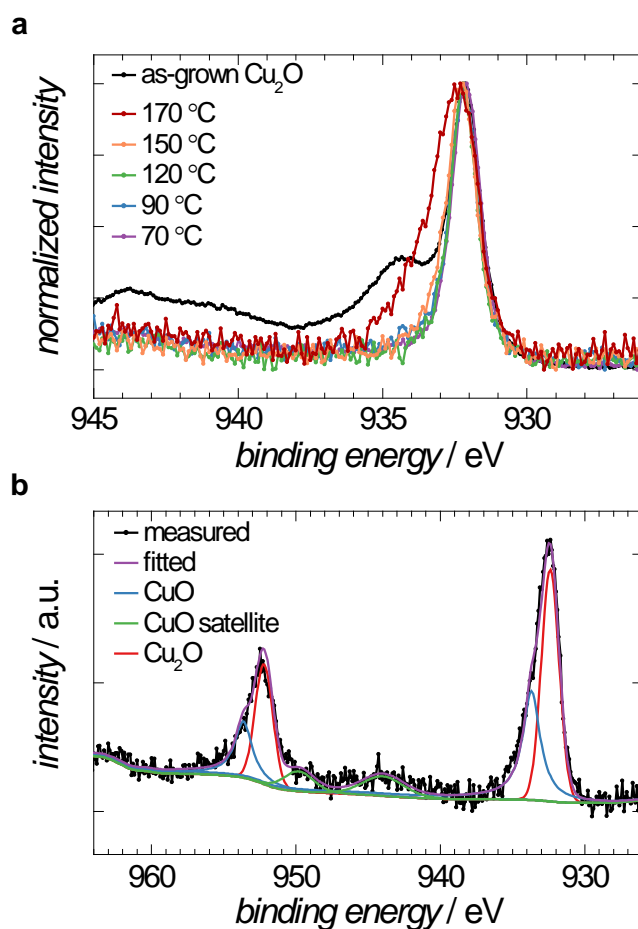 a
normalized intensity
as-grown Cu₂O
170 °C
150 °C
120 °C
90 °C
70 °C
945 940 935 930
binding energy / eV
b
intensity / a.u.
measured
fitted
CuO
CuO satellite
Cu₂O
960 950 940 930
binding energy / eV